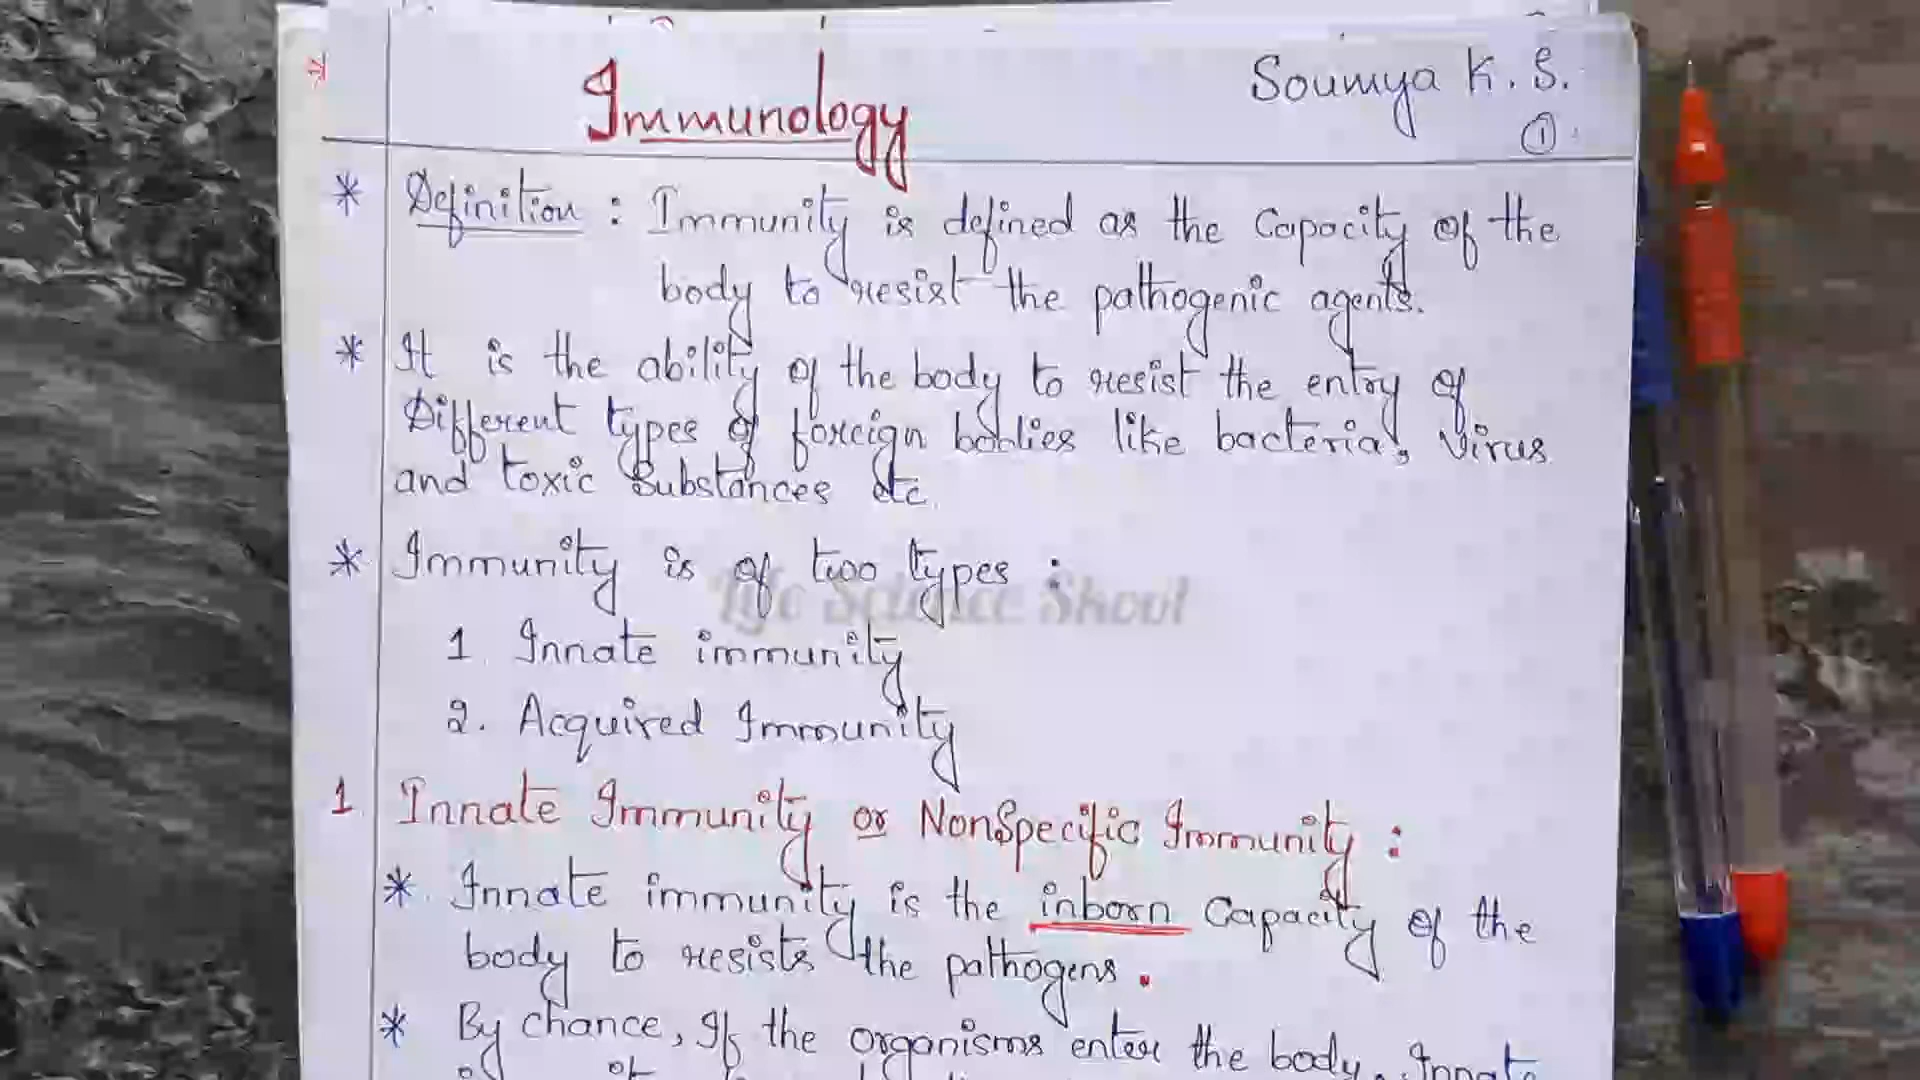 Immunology
Soumya K. S.
1
* Definition : Immunity is defined as the Capacity of the
body to resist the pathogenic agents.
* It is the ability of the body to resist the entry of
Different types of foreign bodies like bacteria, Virus
and toxic Substances etc.
* Immunity is of two types :
Life Science Skool
1. Innate immunity
2. Acquired Immunity
1. Innate Immunity or NonSpecific Immunity :
* Innate immunity is the inborn Capacity of the
body to resists the pathogens.
* By chance, If the organisms enter the body, Innate